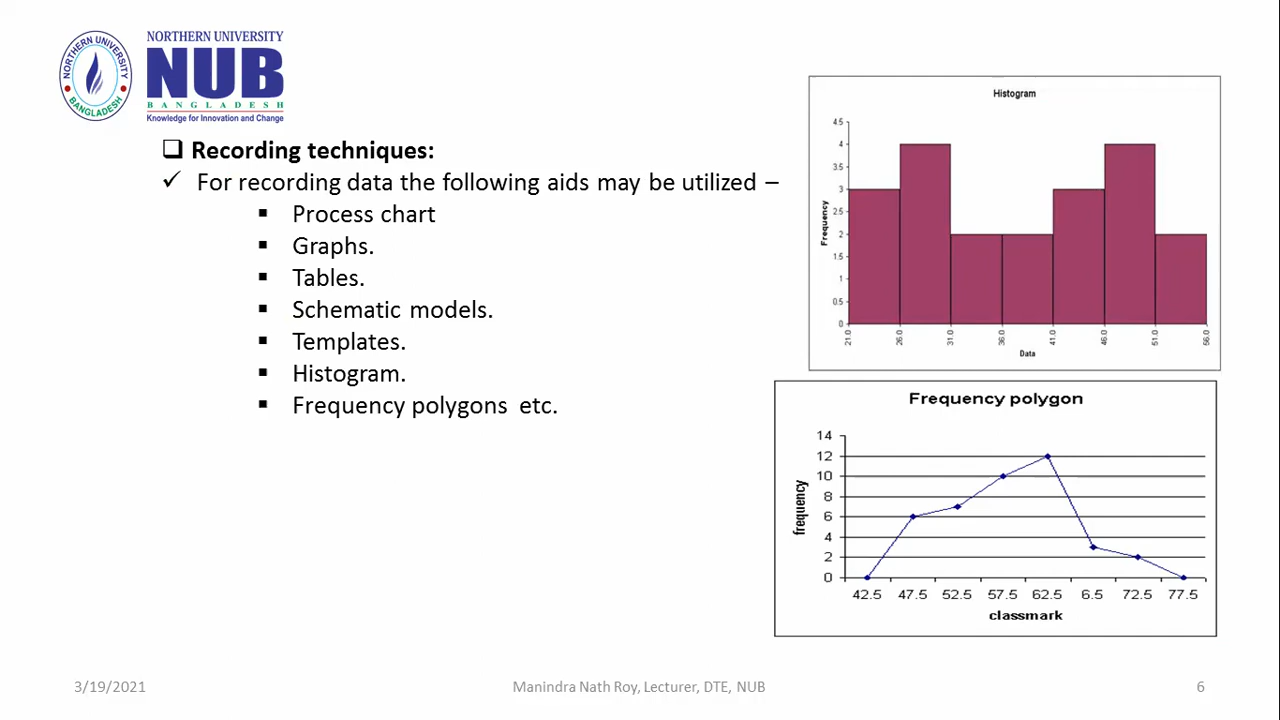 NORTHERN UNIVERSITY
BANGLADESH
NORTHERN UNIVERSITY
NUB
BANGLADESH
Knowledge for Innovation and Change
Recording techniques:
For recording data the following aids may be utilized –
Process chart
Graphs.
Tables.
Schematic models.
Templates.
Histogram.
Frequency polygons etc.
Histogram
4.5
4
3.5
3
2.5
2
1.5
1
0.5
0
Frequency
21.0 26.0 31.0 36.0 41.0 46.0 51.0 56.0
Data
Frequency polygon
14
12
10
8
6
4
2
0
frequency
42.5 47.5 52.5 57.5 62.5 6.5 72.5 77.5
classmark
3/19/2021
Manindra Nath Roy, Lecturer, DTE, NUB
6